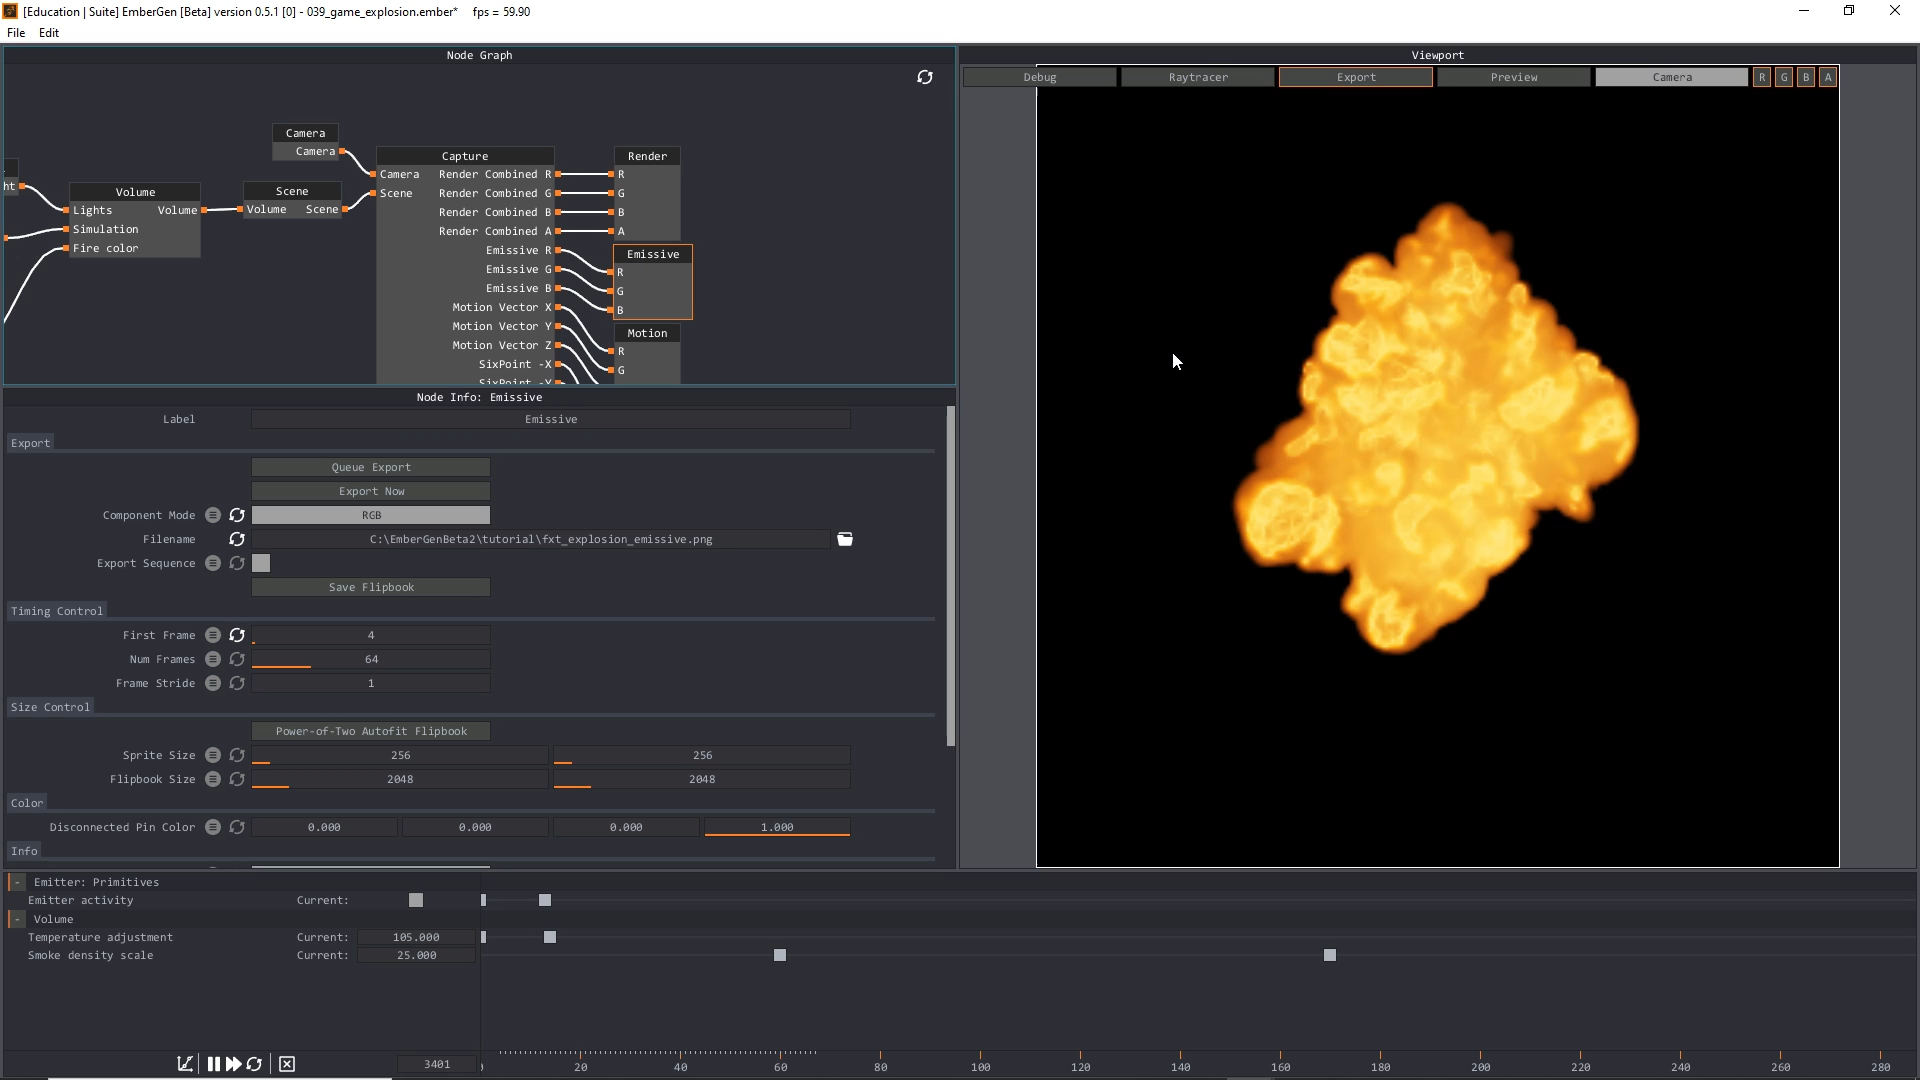 [Education | Suite] EmberGen [Beta] version 0.5.1 [0] - 039_game_explosion.ember*    fps = 59.90
File Edit
Node Graph
Camera
Camera
ht
Volume
Lights Volume
Simulation
Fire color
Scene
Volume Scene
Capture
Camera Render Combined R
Scene Render Combined G
Render Combined B
Render Combined A
Emissive R
Emissive G
Emissive B
Motion Vector X
Motion Vector Y
Motion Vector Z
SixPoint -X
SixPoint -Y
Render
R
G
B
A
Emissive
R
G
B
Motion
R
G
Viewport
Debug Raytracer Export Preview Camera R G B A
Node Info: Emissive
Label Emissive
Export
Queue Export
Export Now
Component Mode RGB
Filename C:\EmberGenBeta2\tutorial\fxt_explosion_emissive.png
Export Sequence
Save Flipbook
Timing Control
First Frame 4
Num Frames 64
Frame Stride 1
Size Control
Power-of-Two Autofit Flipbook
Sprite Size 256 256
Flipbook Size 2048 2048
Color
Disconnected Pin Color 0.000 0.000 0.000 1.000
Info
- Emitter: Primitives
Emitter activity Current:
- Volume
Temperature adjustment Current: 105.000
Smoke density scale Current: 25.000
3401 20 40 60 80 100 120 140 160 180 200 220 240 260 280